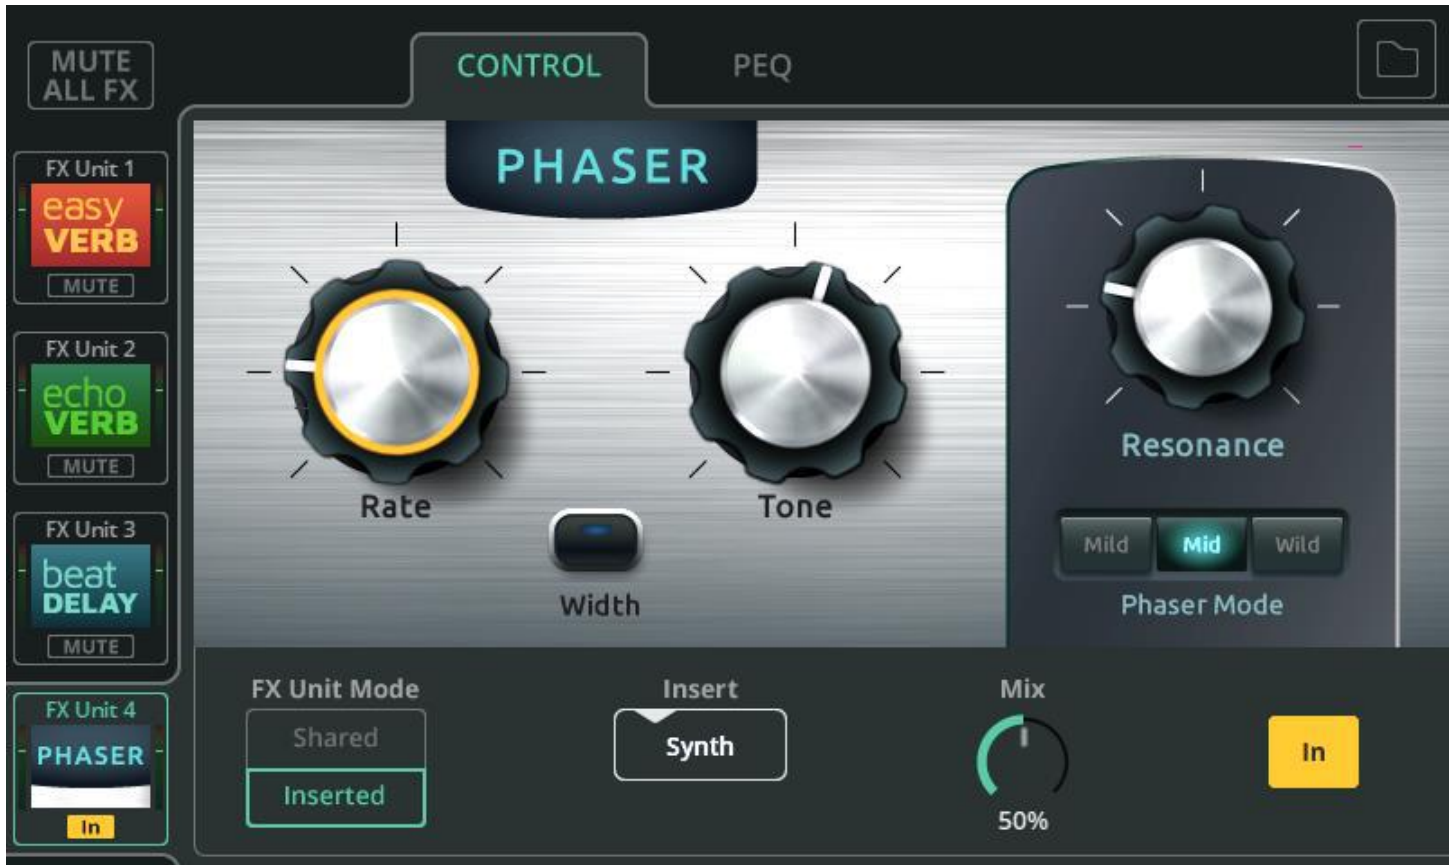 MUTE
ALL FX
CONTROL
PEQ
FX Unit 1
easy
VERB
MUTE
FX Unit 2
echo
VERB
MUTE
FX Unit 3
beat
DELAY
MUTE
FX Unit 4
PHASER
In
PHASER
Rate
Tone
Width
Resonance
Mild
Mid
Wild
Phaser Mode
FX Unit Mode
Shared
Inserted
Insert
Synth
Mix
50%
In